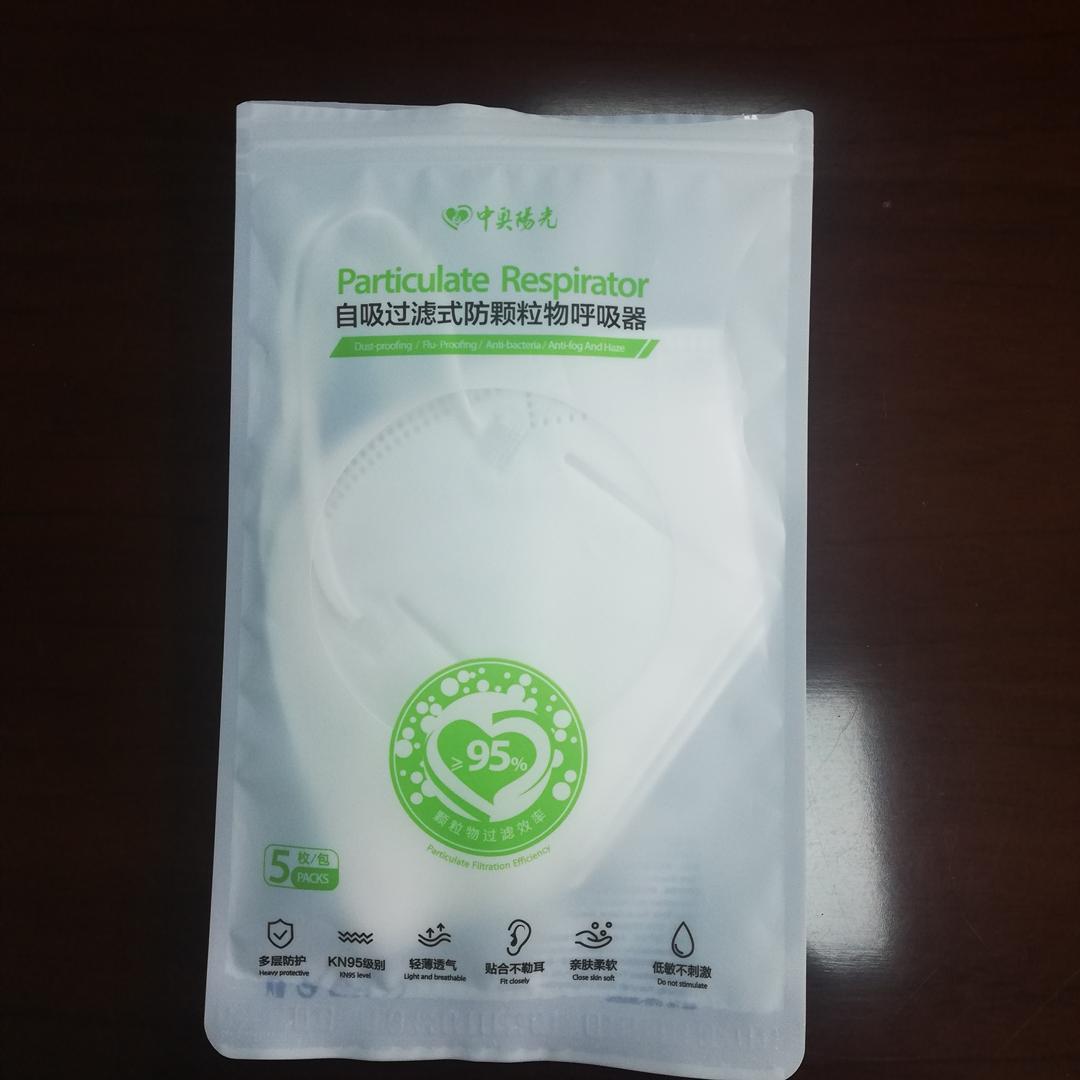 中奥陽光
Particulate Respirator
自吸过滤式防颗粒物呼吸器
Dust-proofing / Flu-Proofing / Anti-bacteria / Anti-fog And Haze
≥95%
颗粒物过滤效率
Particulate Filtration Efficiency
5枚/包
PACKS
多层防护
Heavy protective
KN95级别
KN95 level
轻薄透气
Light and breathable
贴合不勒耳
Fit closely
亲肤柔软
Close skin soft
低敏不刺激
Do not stimulate